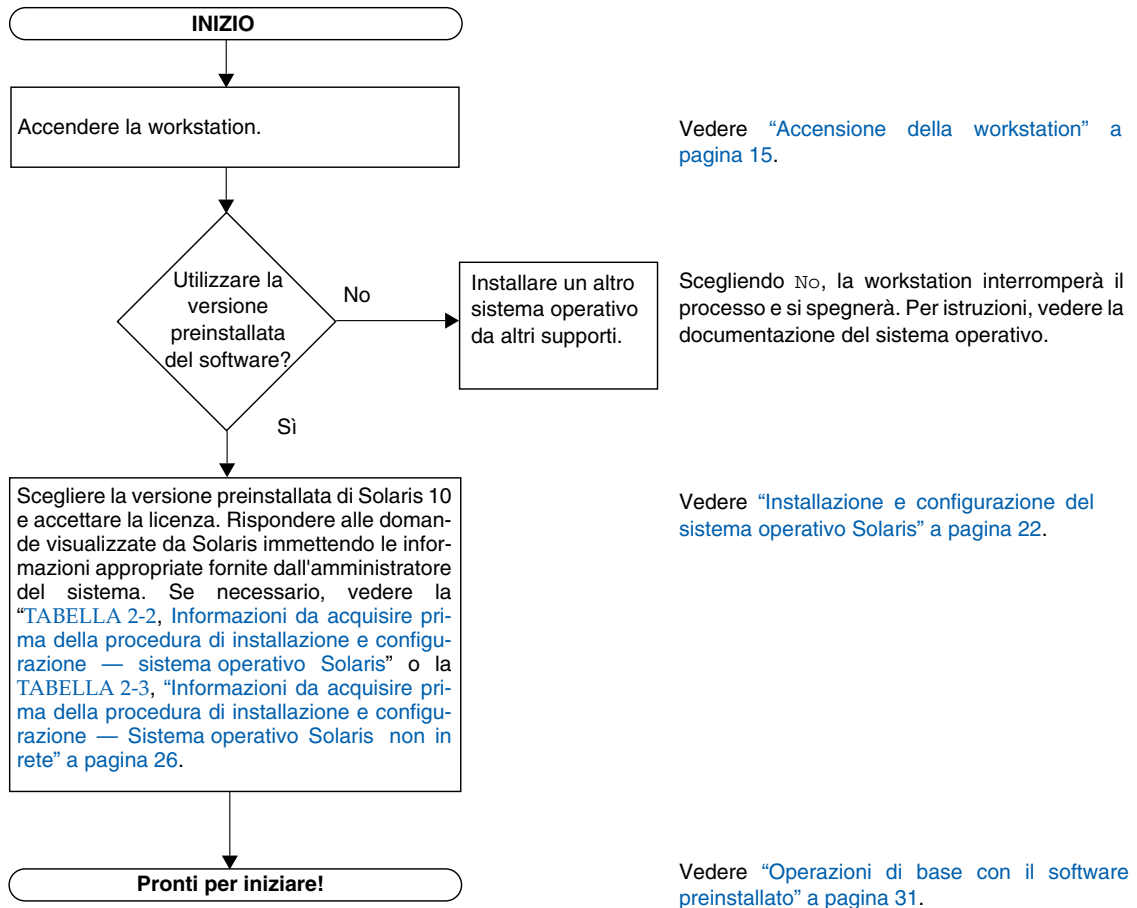 INIZIO
Accendere la workstation.
Vedere “Accensione della workstation” a
pagina 15.
Utilizzare la
versione
preinstallata
del software?
No
Installare un altro
sistema operativo
da altri supporti.
Scegliendo No, la workstation interromperà il
processo e si spegnerà. Per istruzioni, vedere la
documentazione del sistema operativo.
Sì
Scegliere la versione preinstallata di Solaris 10
e accettare la licenza. Rispondere alle doman-
de visualizzate da Solaris immettendo le infor-
mazioni appropriate fornite dall'amministratore
del sistema. Se necessario, vedere la
“TABELLA 2-2, Informazioni da acquisire pri-
ma della procedura di installazione e configu-
razione — sistema operativo Solaris” o la
TABELLA 2-3, “Informazioni da acquisire pri-
ma della procedura di installazione e configu-
razione — Sistema operativo Solaris non in
rete” a pagina 26.
Vedere “Installazione e configurazione del
sistema operativo Solaris” a pagina 22.
Pronti per iniziare!
Vedere “Operazioni di base con il software
preinstallato” a pagina 31.